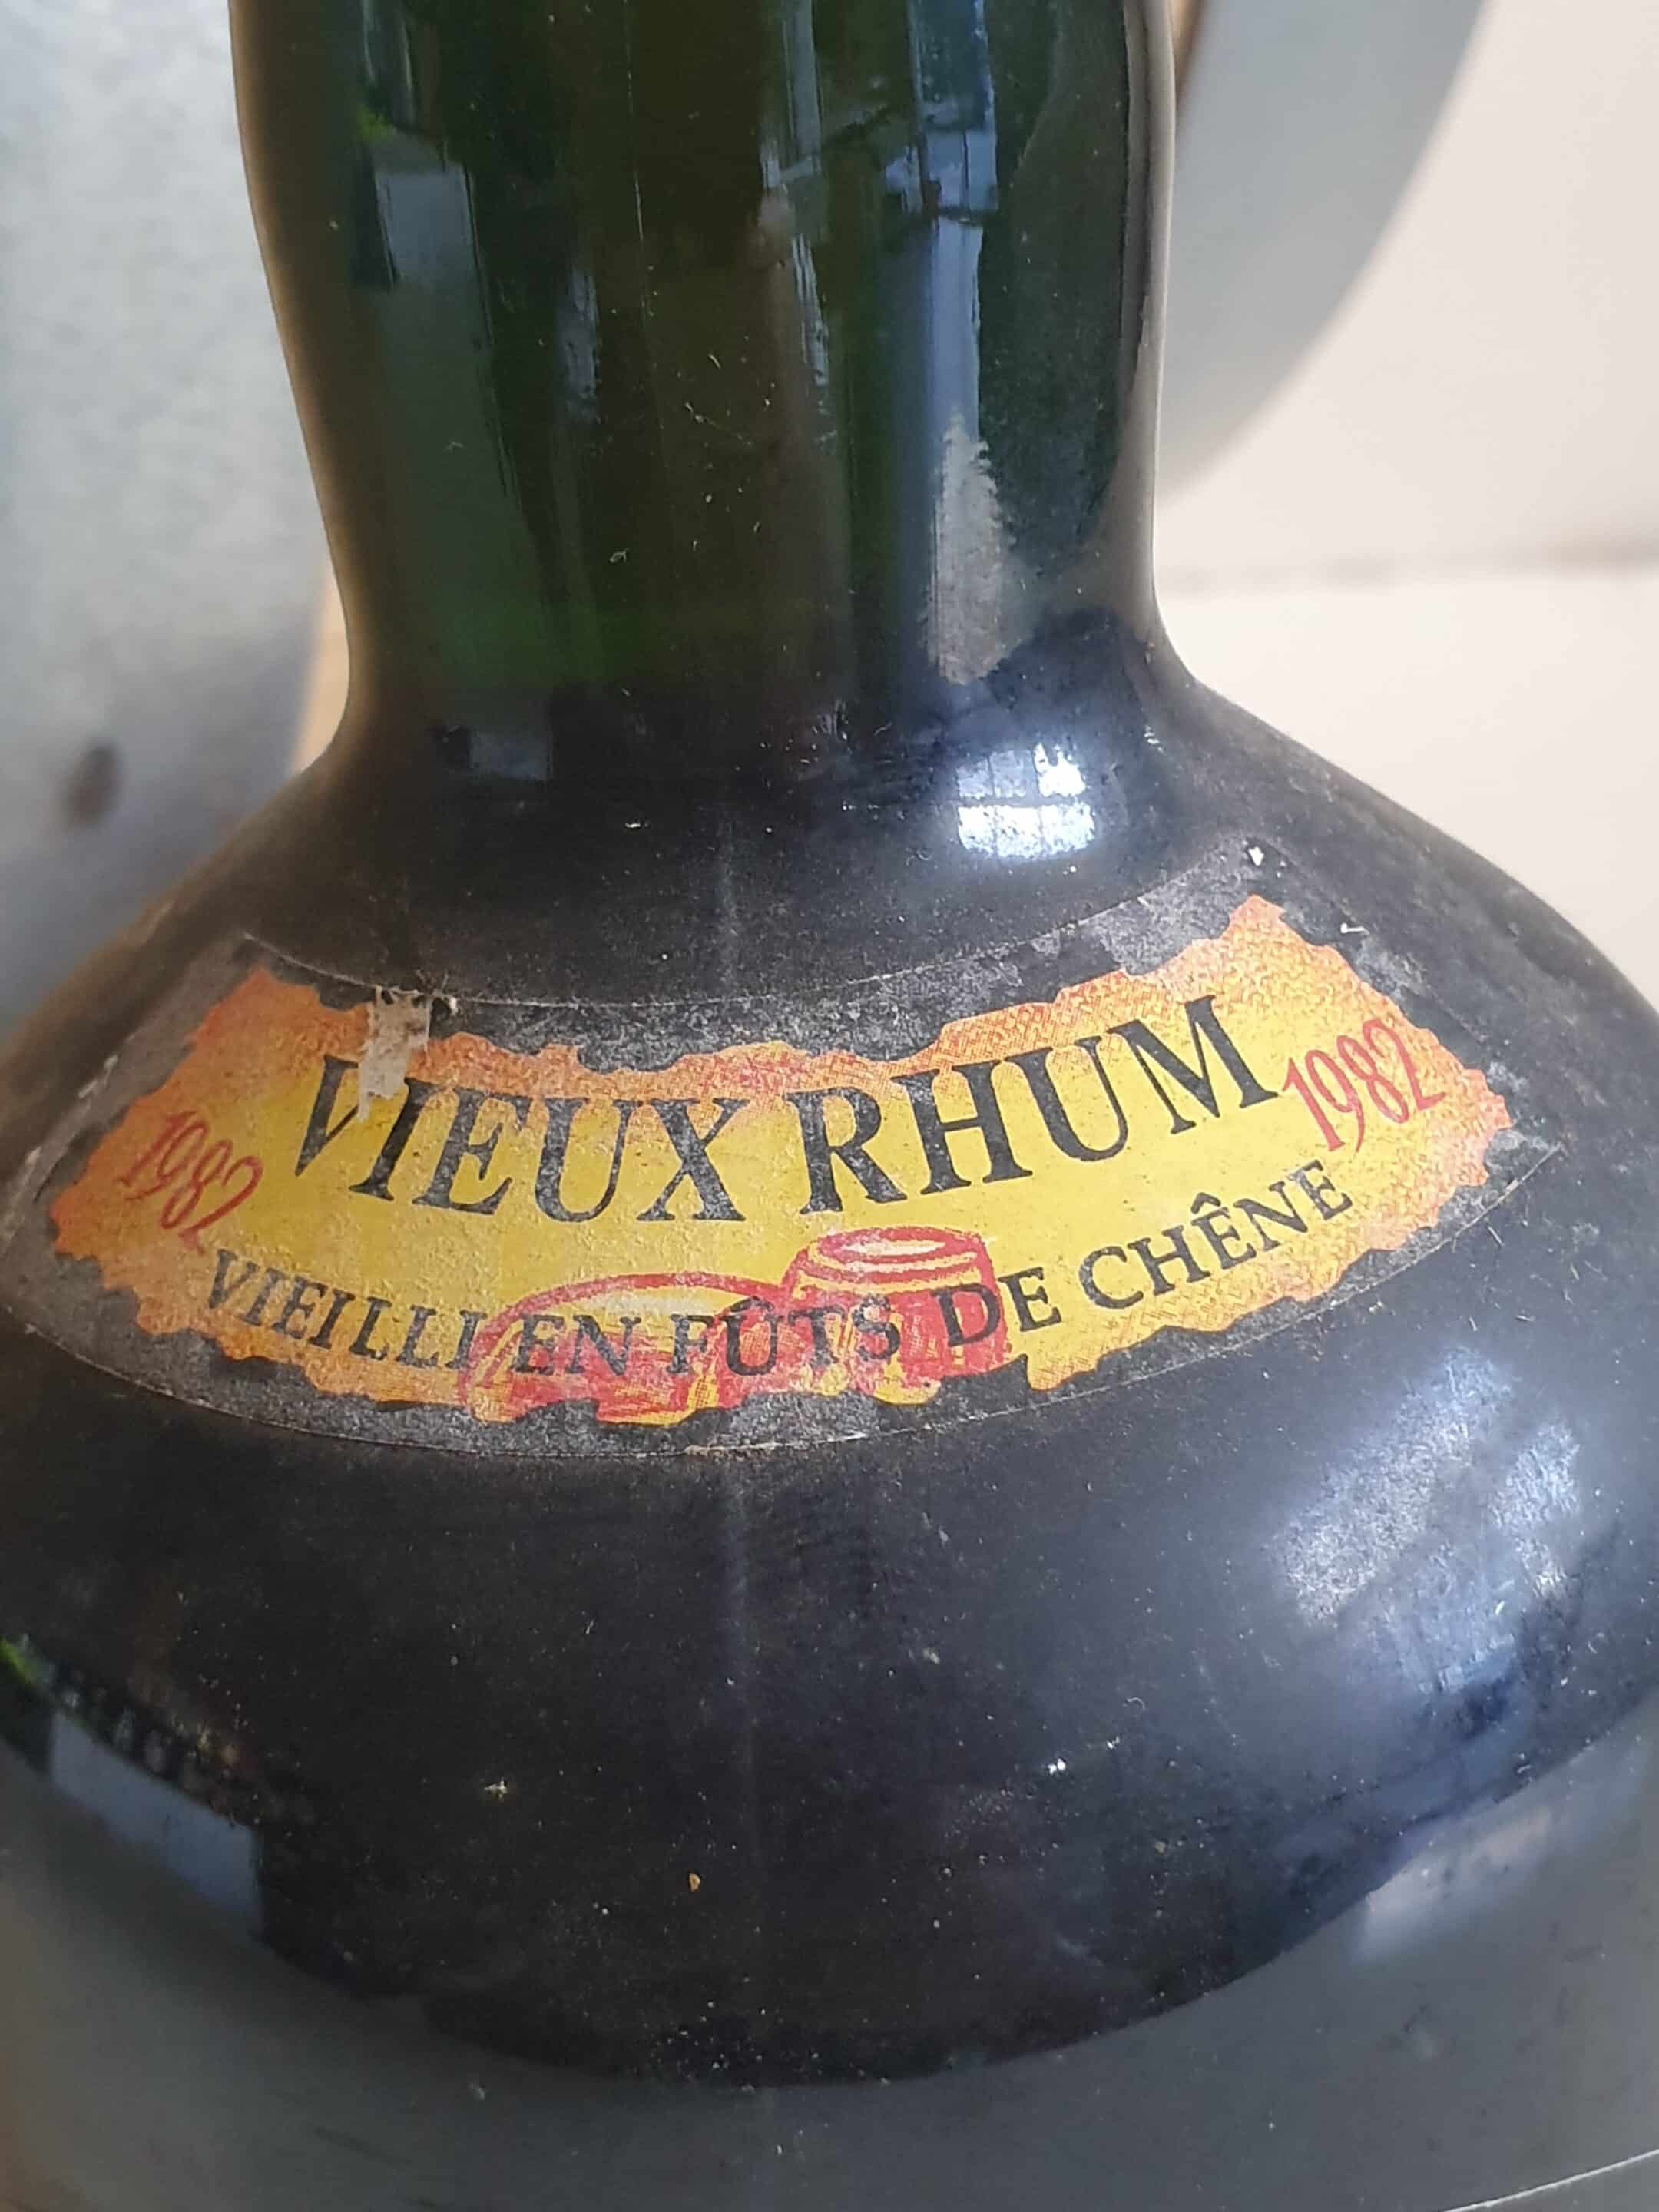 VIEUX RHUM
1982
1982
VIEILLI EN FÛTS DE CHÊNE